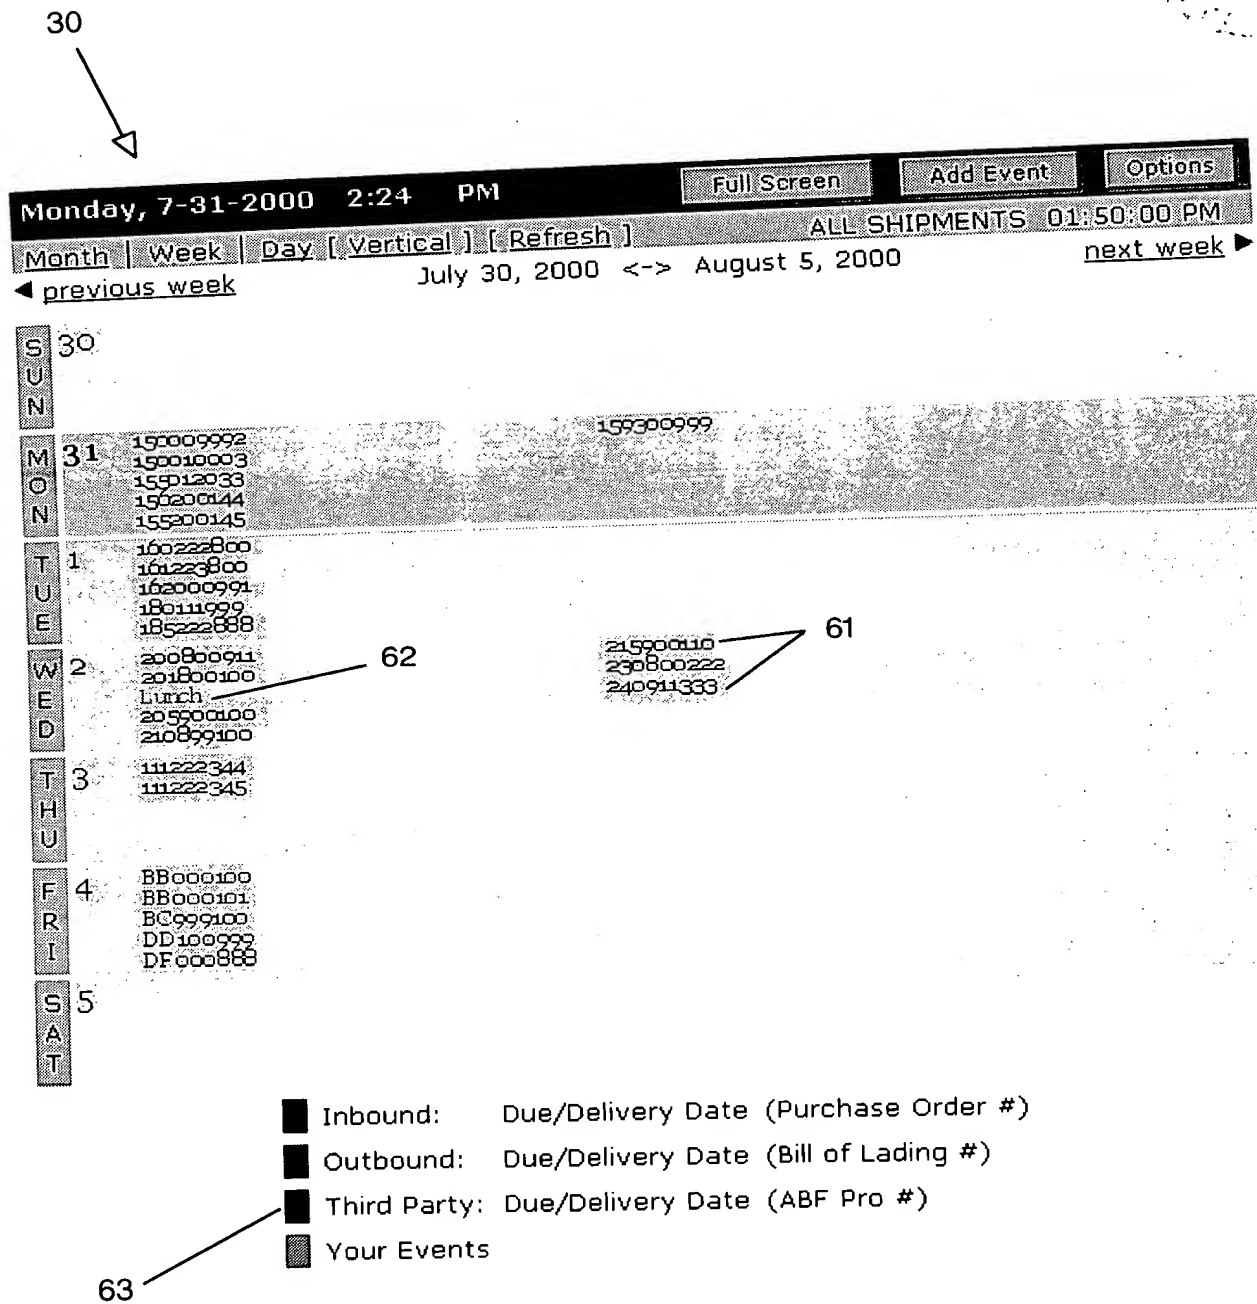 30
Monday, 7-31-2000 2:24 PM Full Screen Add Event Options
Month | Week | Day [ Vertical ] [ Refresh ] ALL SHIPMENTS 01:50:00 PM
◀ previous week July 30, 2000 <-> August 5, 2000 next week ▶
SUN 30
MON 31
150009992 159300999
150010003
155012033
150200144
155200145
TUE 1
160222800
161223800
162000991
180111999
185222888
WED 2
200800911 215900110 61
201800100 230800222
Lunch 62 240911333
205900100
210899100
THU 3
111222344
111222345
FRI 4
BB000100
BB000101
BC999100
DD100999
DF000888
SAT 5
Inbound: Due/Delivery Date (Purchase Order #)
Outbound: Due/Delivery Date (Bill of Lading #)
Third Party: Due/Delivery Date (ABF Pro #)
Your Events
63